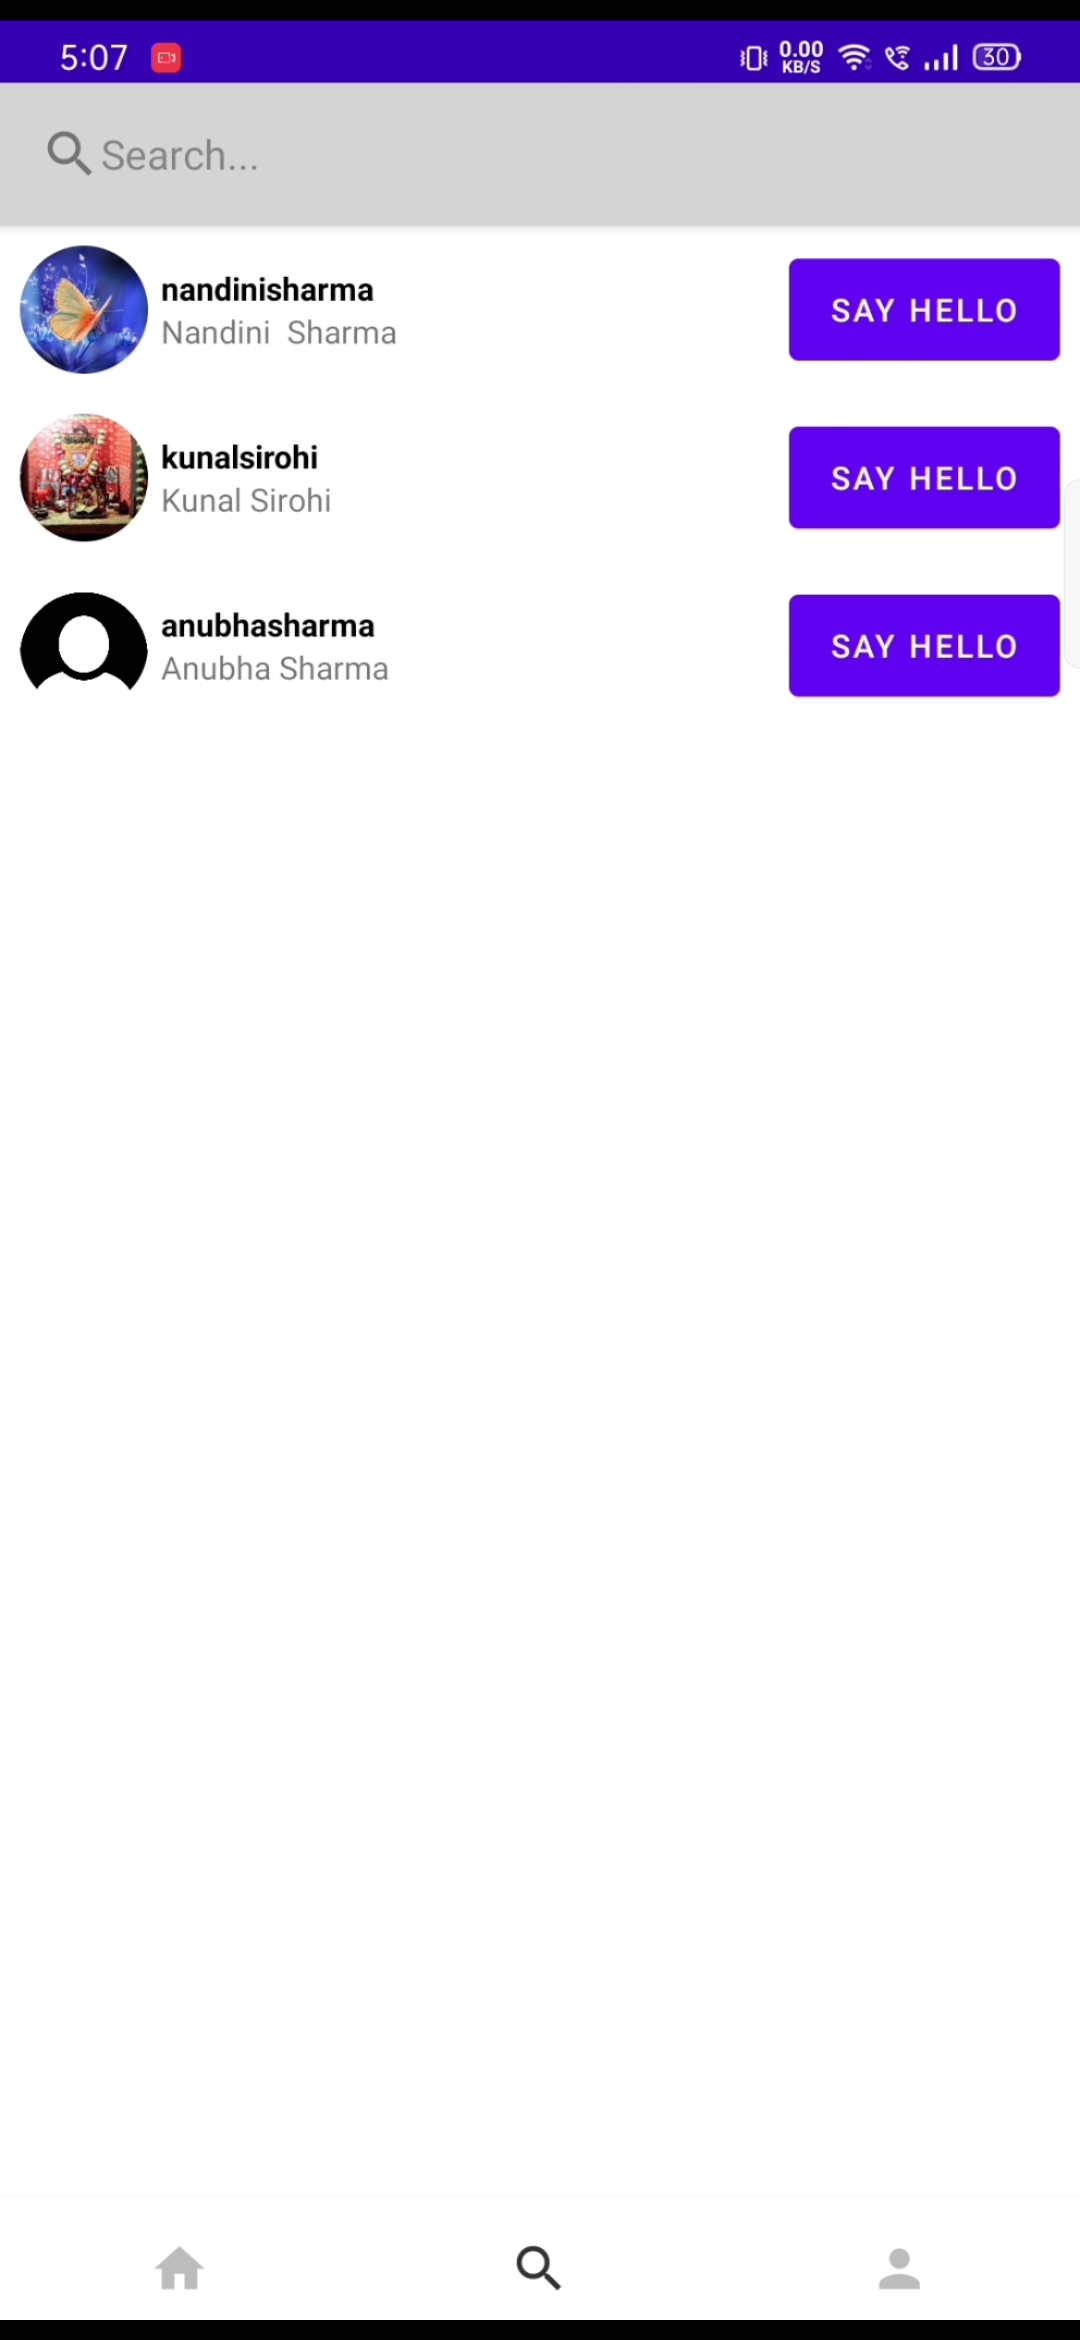 5:07
0.00
KB/S
30
Search...
nandinisharma
Nandini  Sharma
SAY HELLO
kunalsirohi
Kunal Sirohi
SAY HELLO
anubhasharma
Anubha Sharma
SAY HELLO